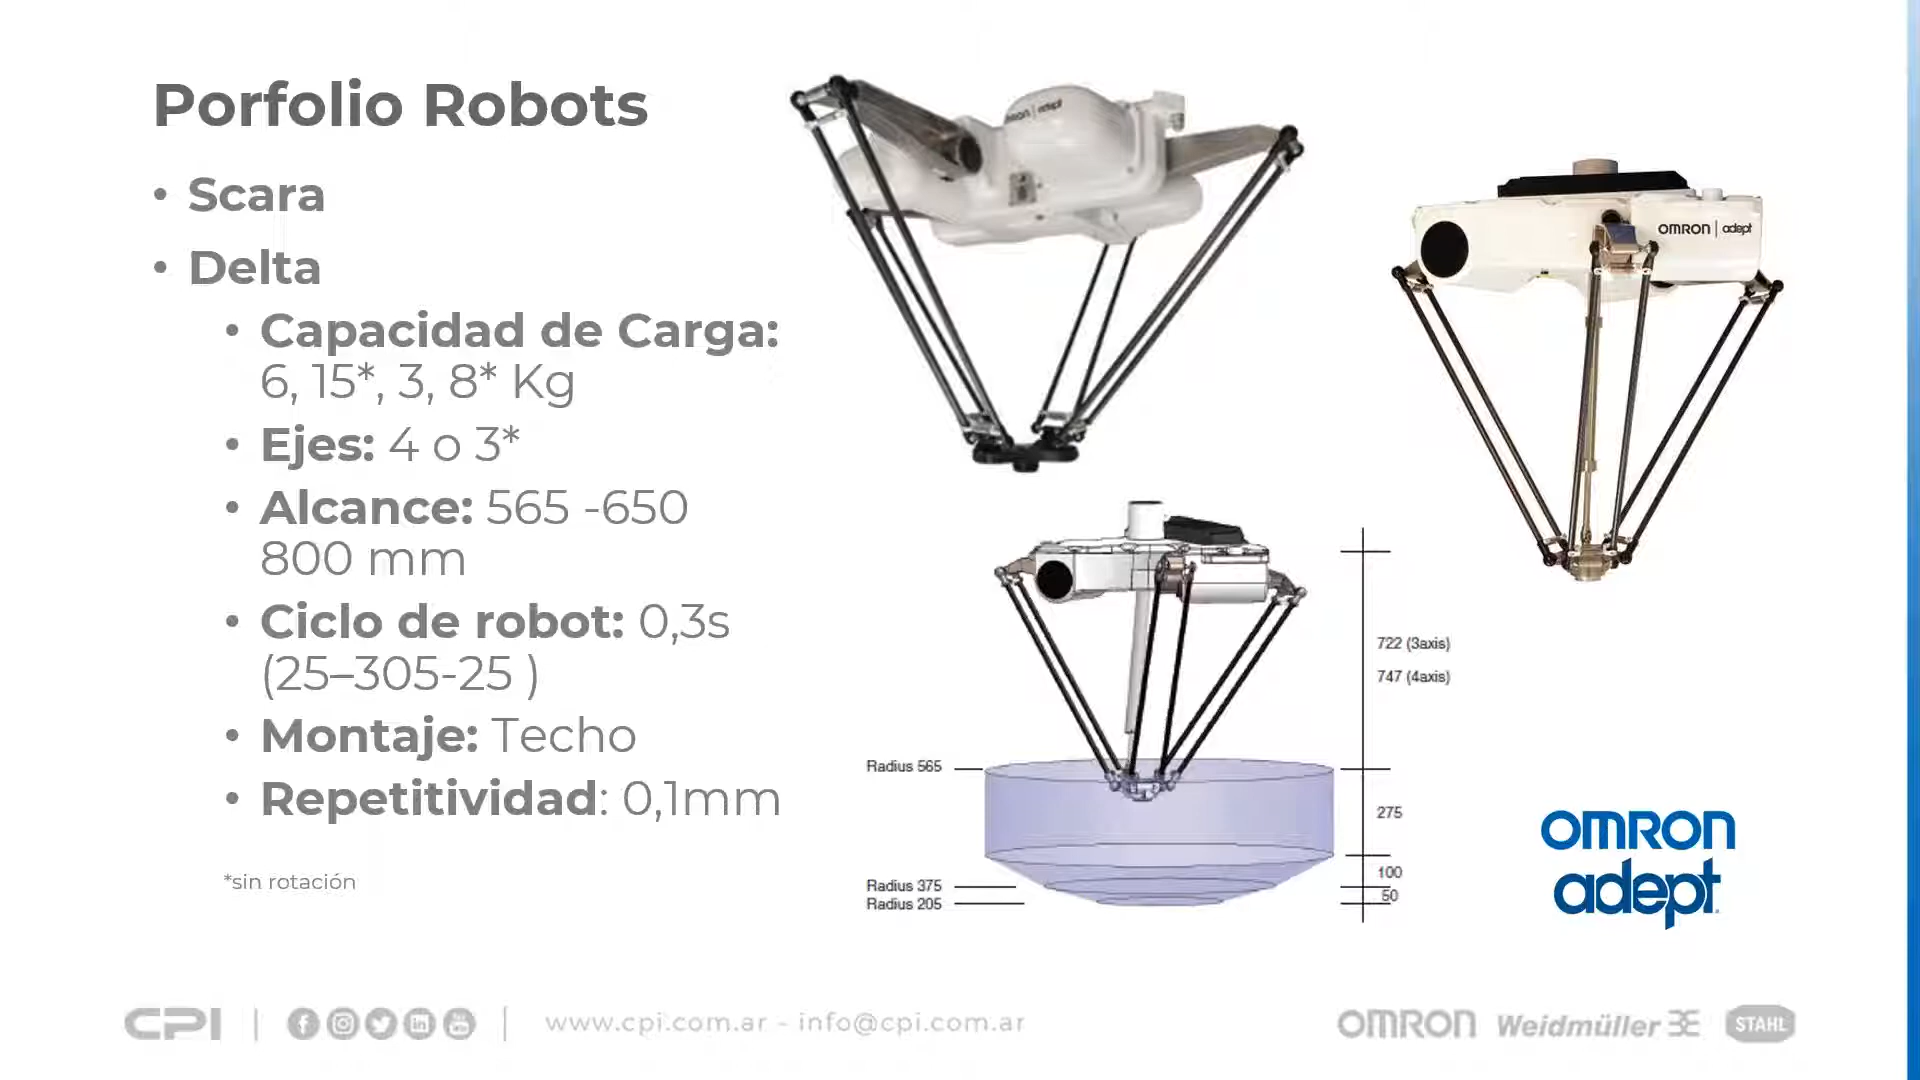 Porfolio Robots
• Scara
• Delta
• Capacidad de Carga:
6, 15*, 3, 8* Kg
• Ejes: 4 o 3*
• Alcance: 565 -650
800 mm
• Ciclo de robot: 0,3s
(25–305-25 )
• Montaje: Techo
• Repetitividad: 0,1mm
*sin rotación
OMRON | adept
OMRON | adept
722 (3axis)
747 (4axis)
Radius 565
275
100
Radius 375
50
Radius 205
OMRON
adept
CPI | | www.cpi.com.ar - info@cpi.com.ar
OMRON Weidmüller STAHL